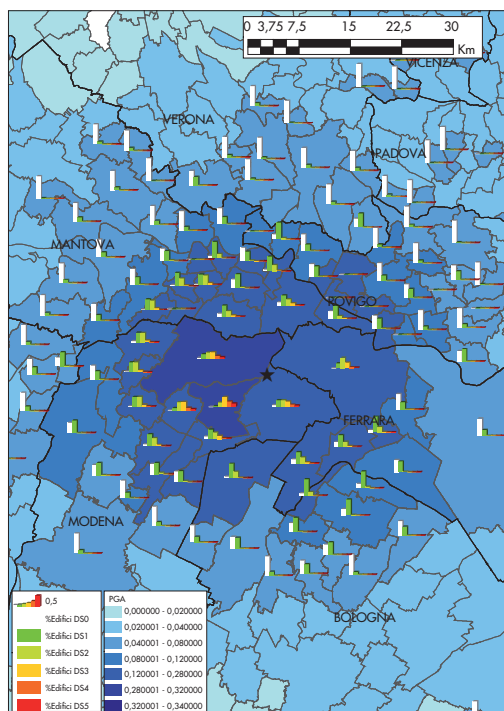 0 3,75 7,5 15 22,5 30
Km
VICENZA
VERONA
PADOVA
MANTOVA
ROVIGO
FERRARA
MODENA
BOLOGNA
0,5
%Edifici DS0
%Edifici DS1
%Edifici DS2
%Edifici DS3
%Edifici DS4
%Edifici DS5
PGA
0,000000 - 0,020000
0,020001 - 0,040000
0,040001 - 0,080000
0,080001 - 0,120000
0,120001 - 0,280000
0,280001 - 0,320000
0,320001 - 0,340000